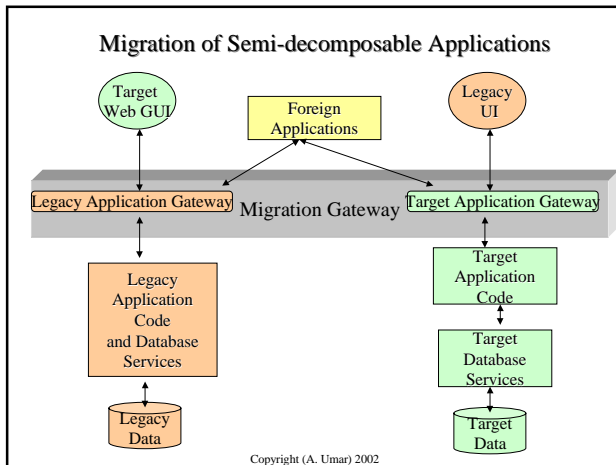 Migration of Semi-decomposable Applications
Target
Web GUI
Foreign
Applications
Legacy
UI
Legacy Application Gateway
Migration Gateway
Target Application Gateway
Legacy
Application
Code
and Database
Services
Target
Application
Code
Target
Database
Services
Legacy
Data
Target
Data
Copyright (A. Umar) 2002